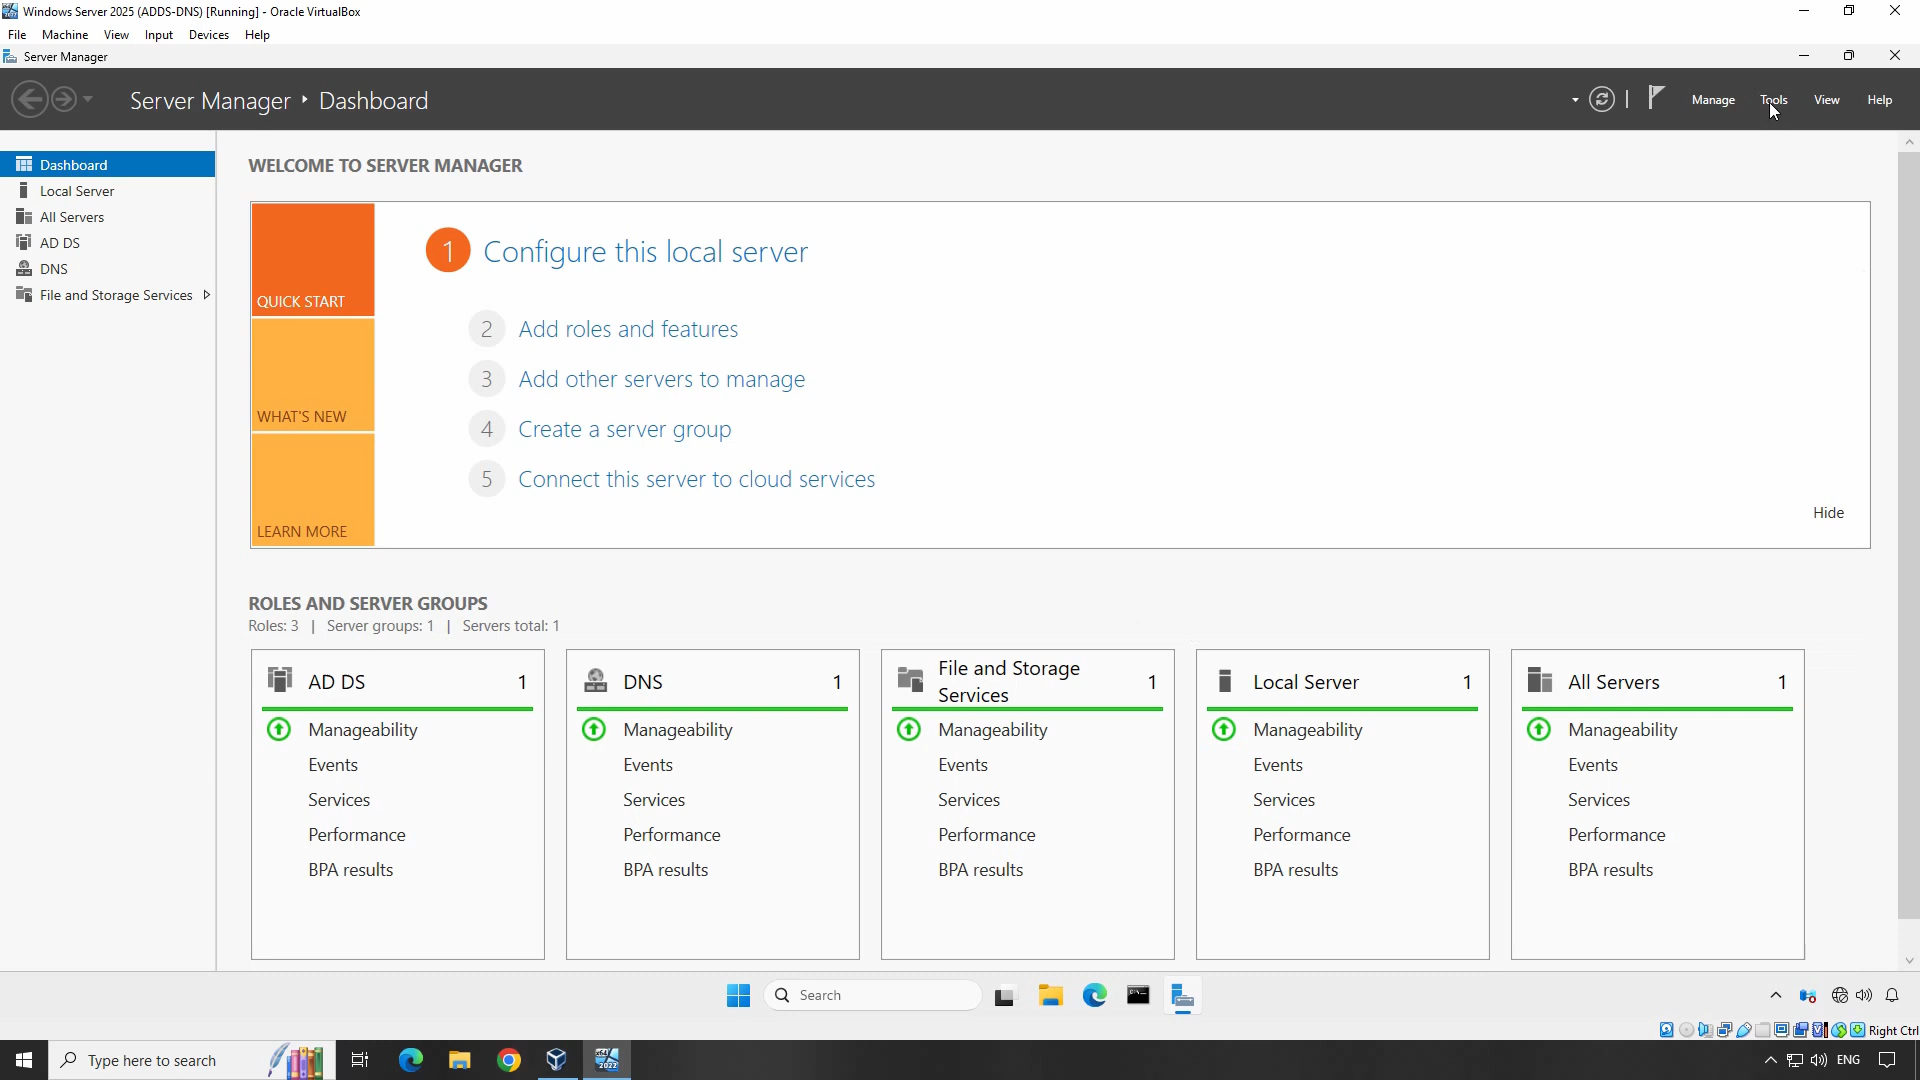 Windows Server 2025 (ADDS-DNS) [Running] - Oracle VirtualBox
File Machine View Input Devices Help
Server Manager
Server Manager Dashboard
Manage Tools View Help
Dashboard
Local Server
All Servers
AD DS
DNS
File and Storage Services
WELCOME TO SERVER MANAGER
QUICK START
WHAT'S NEW
LEARN MORE
1 Configure this local server
2 Add roles and features
3 Add other servers to manage
4 Create a server group
5 Connect this server to cloud services
Hide
ROLES AND SERVER GROUPS
Roles: 3 | Server groups: 1 | Servers total: 1
AD DS 1
Manageability
Events
Services
Performance
BPA results
DNS 1
Manageability
Events
Services
Performance
BPA results
File and Storage
Services 1
Manageability
Events
Services
Performance
BPA results
Local Server 1
Manageability
Events
Services
Performance
BPA results
All Servers 1
Manageability
Events
Services
Performance
BPA results
Search
Right Ctrl
Type here to search
ENG